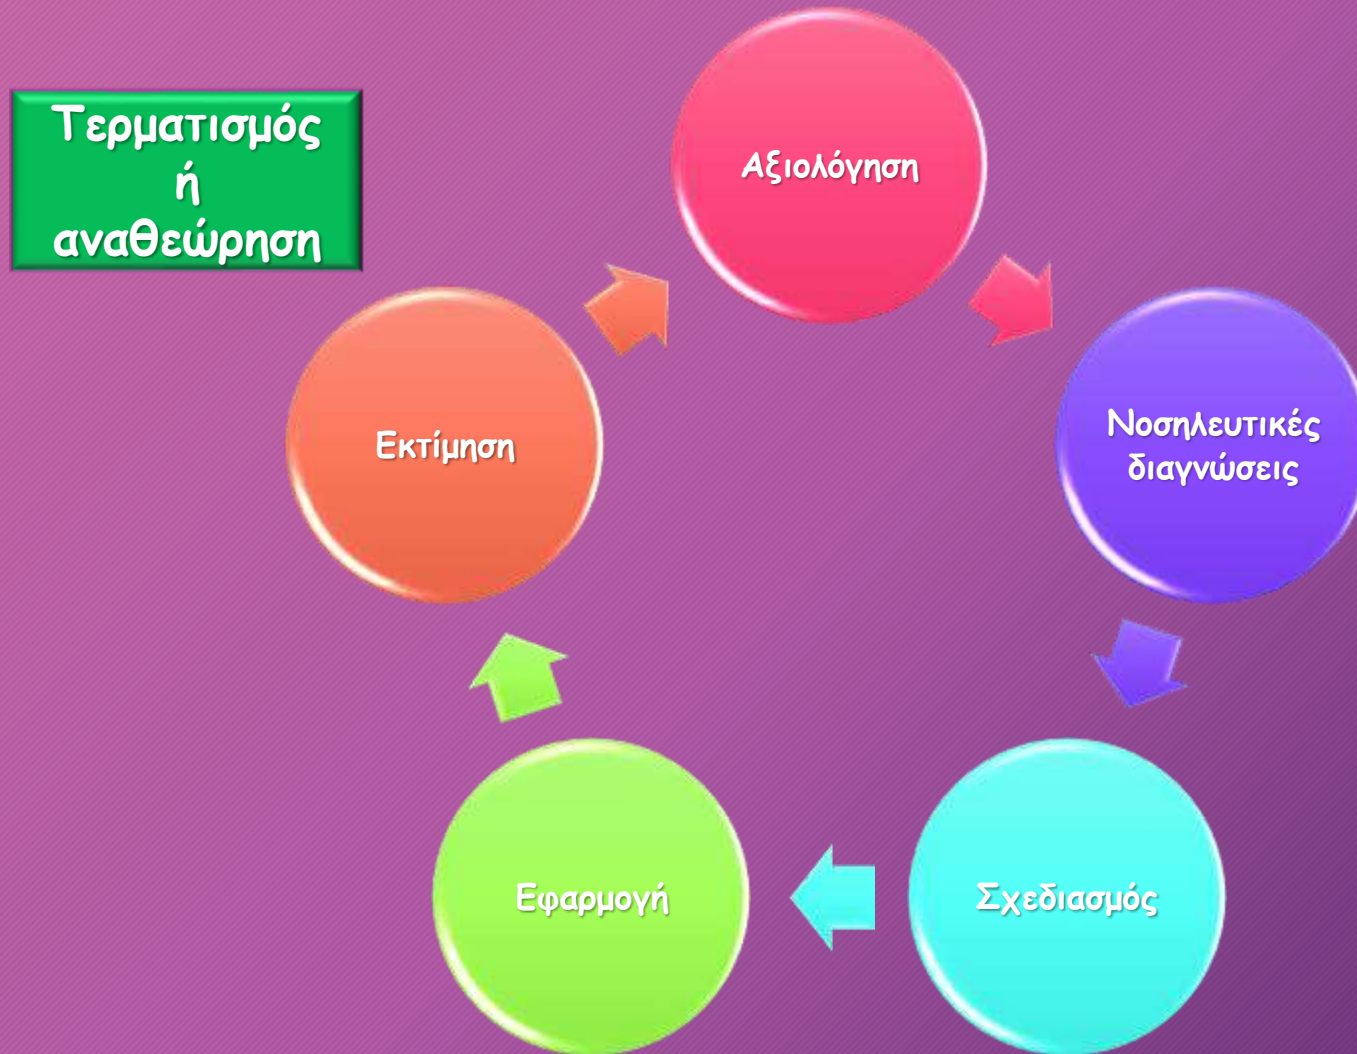 Τερματισμός
ή
αναθεώρηση
Αξιολόγηση
Νοσηλευτικές
διαγνώσεις
Σχεδιασμός
Εφαρμογή
Εκτίμηση